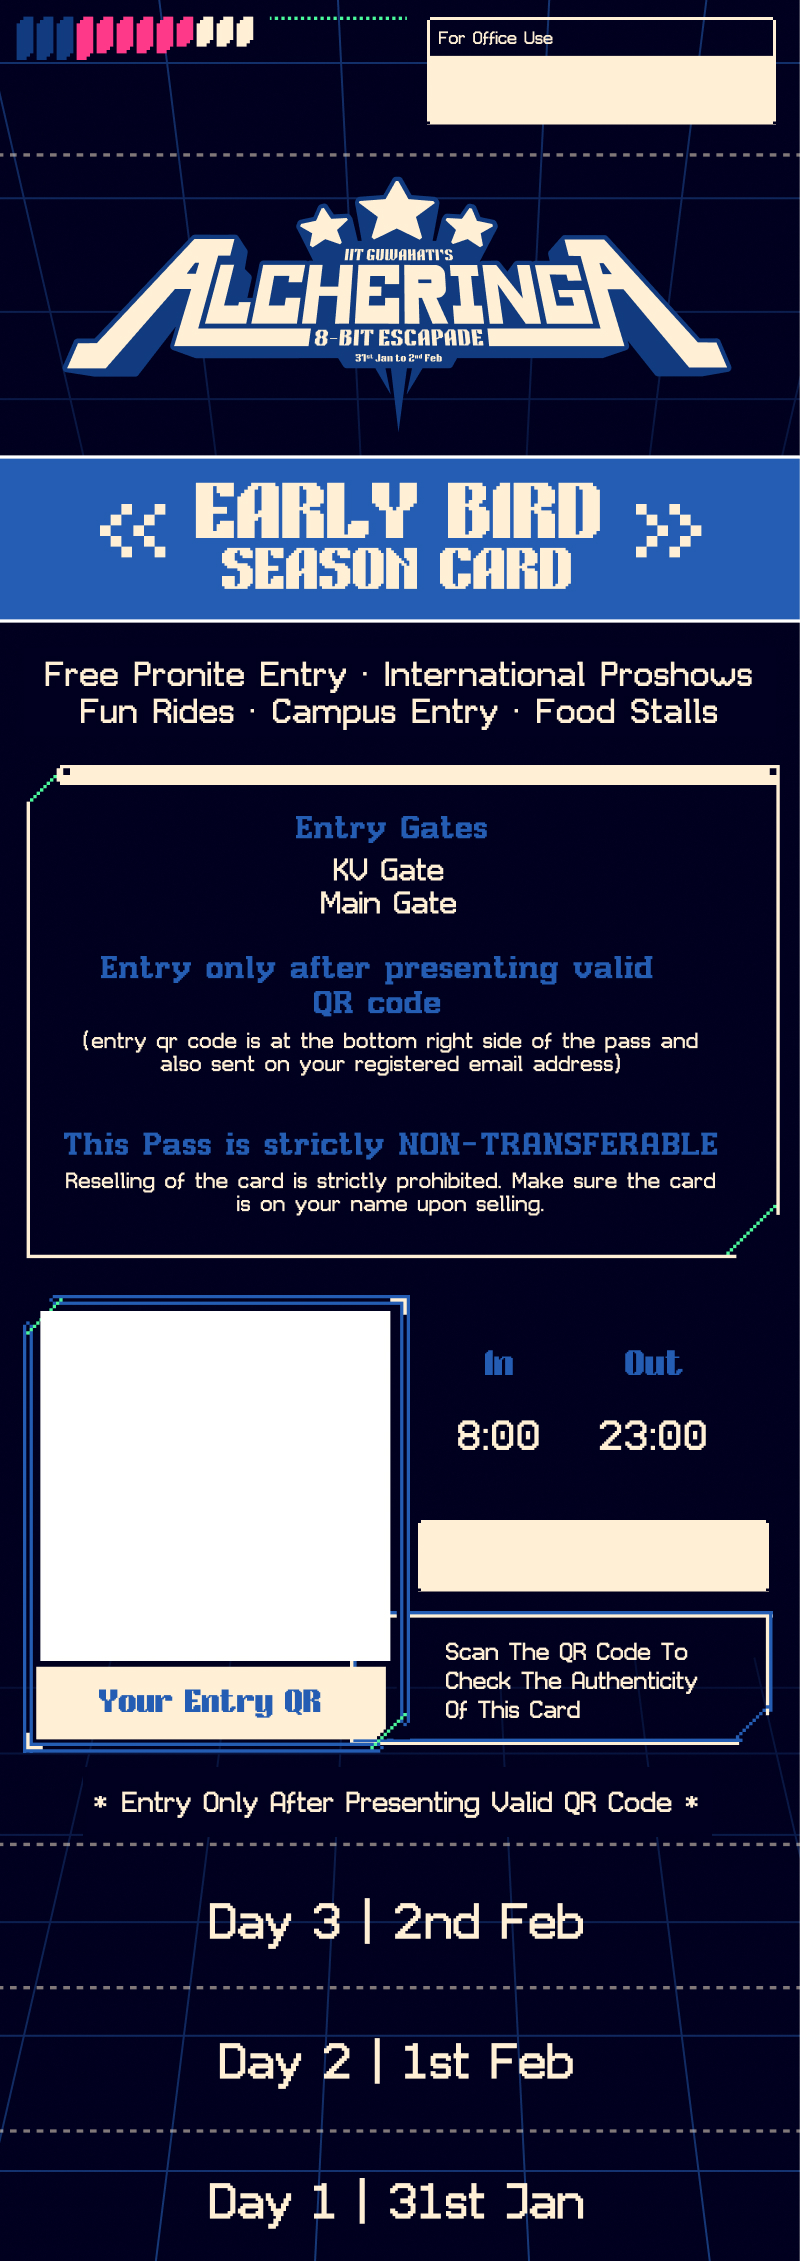 For Office Use
IIT GUWAHATI'S
ALCHERINGA
8-BIT ESCAPADE
31st Jan to 2nd Feb
EARLY BIRD
SEASON CARD
Free Pronite Entry · International Proshows
Fun Rides · Campus Entry · Food Stalls
Entry Gates
KV Gate
Main Gate
Entry only after presenting valid
QR code
(entry qr code is at the bottom right side of the pass and
also sent on your registered email address)
This Pass is strictly NON-TRANSFERABLE
Reselling of the card is strictly prohibited. Make sure the card
is on your name upon selling.
In Out
8:00 23:00
Scan The QR Code To
Check The Authenticity
Of This Card
Your Entry QR
* Entry Only After Presenting Valid QR Code *
Day 3 | 2nd Feb
Day 2 | 1st Feb
Day 1 | 31st Jan